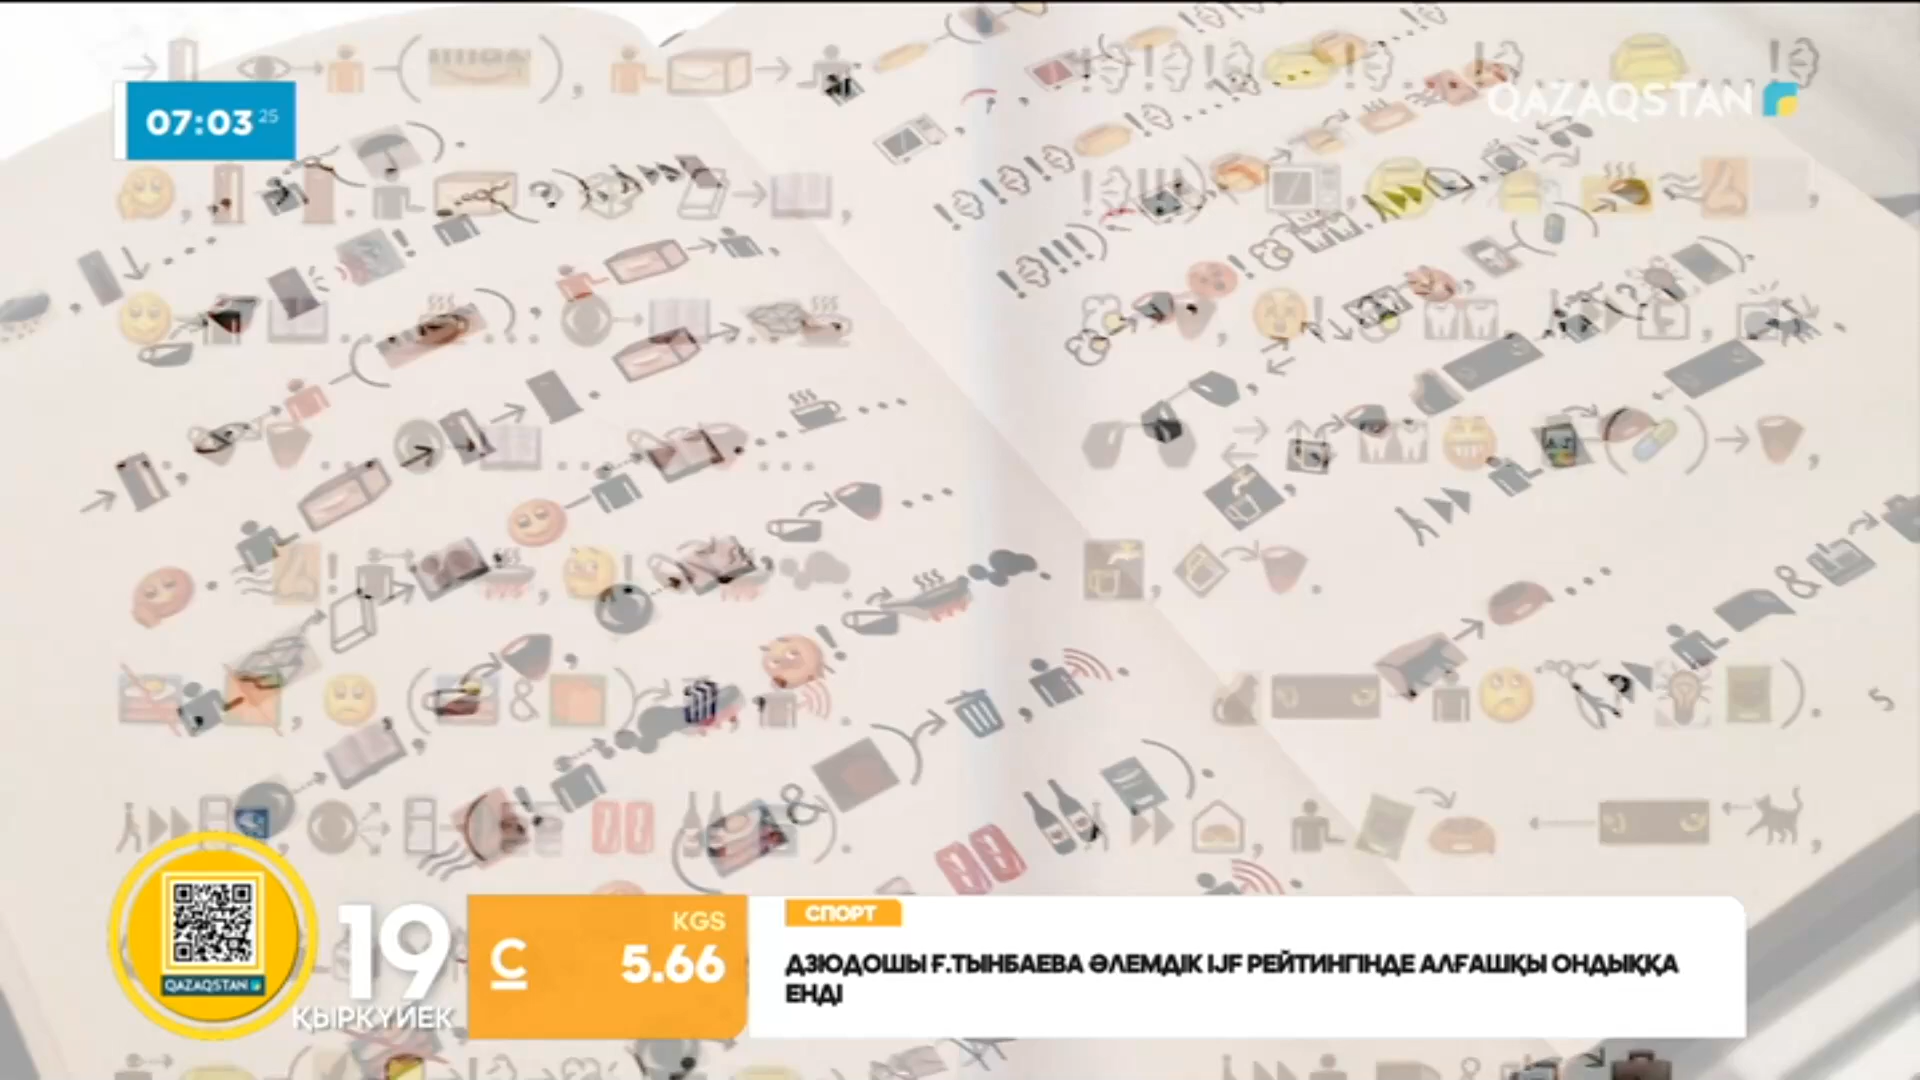 07:03 25
QAZAQSTAN
QAZAQSTAN
19
ҚЫРКҮЙЕК
С
KGS
5.66
СПОРТ
ДЗЮДОШЫ Ғ.ТЫНБАЕВА ӘЛЕМДІК IJF РЕЙТИНГІНДЕ АЛҒАШҚЫ ОНДЫҚҚА
ЕНДІ
5